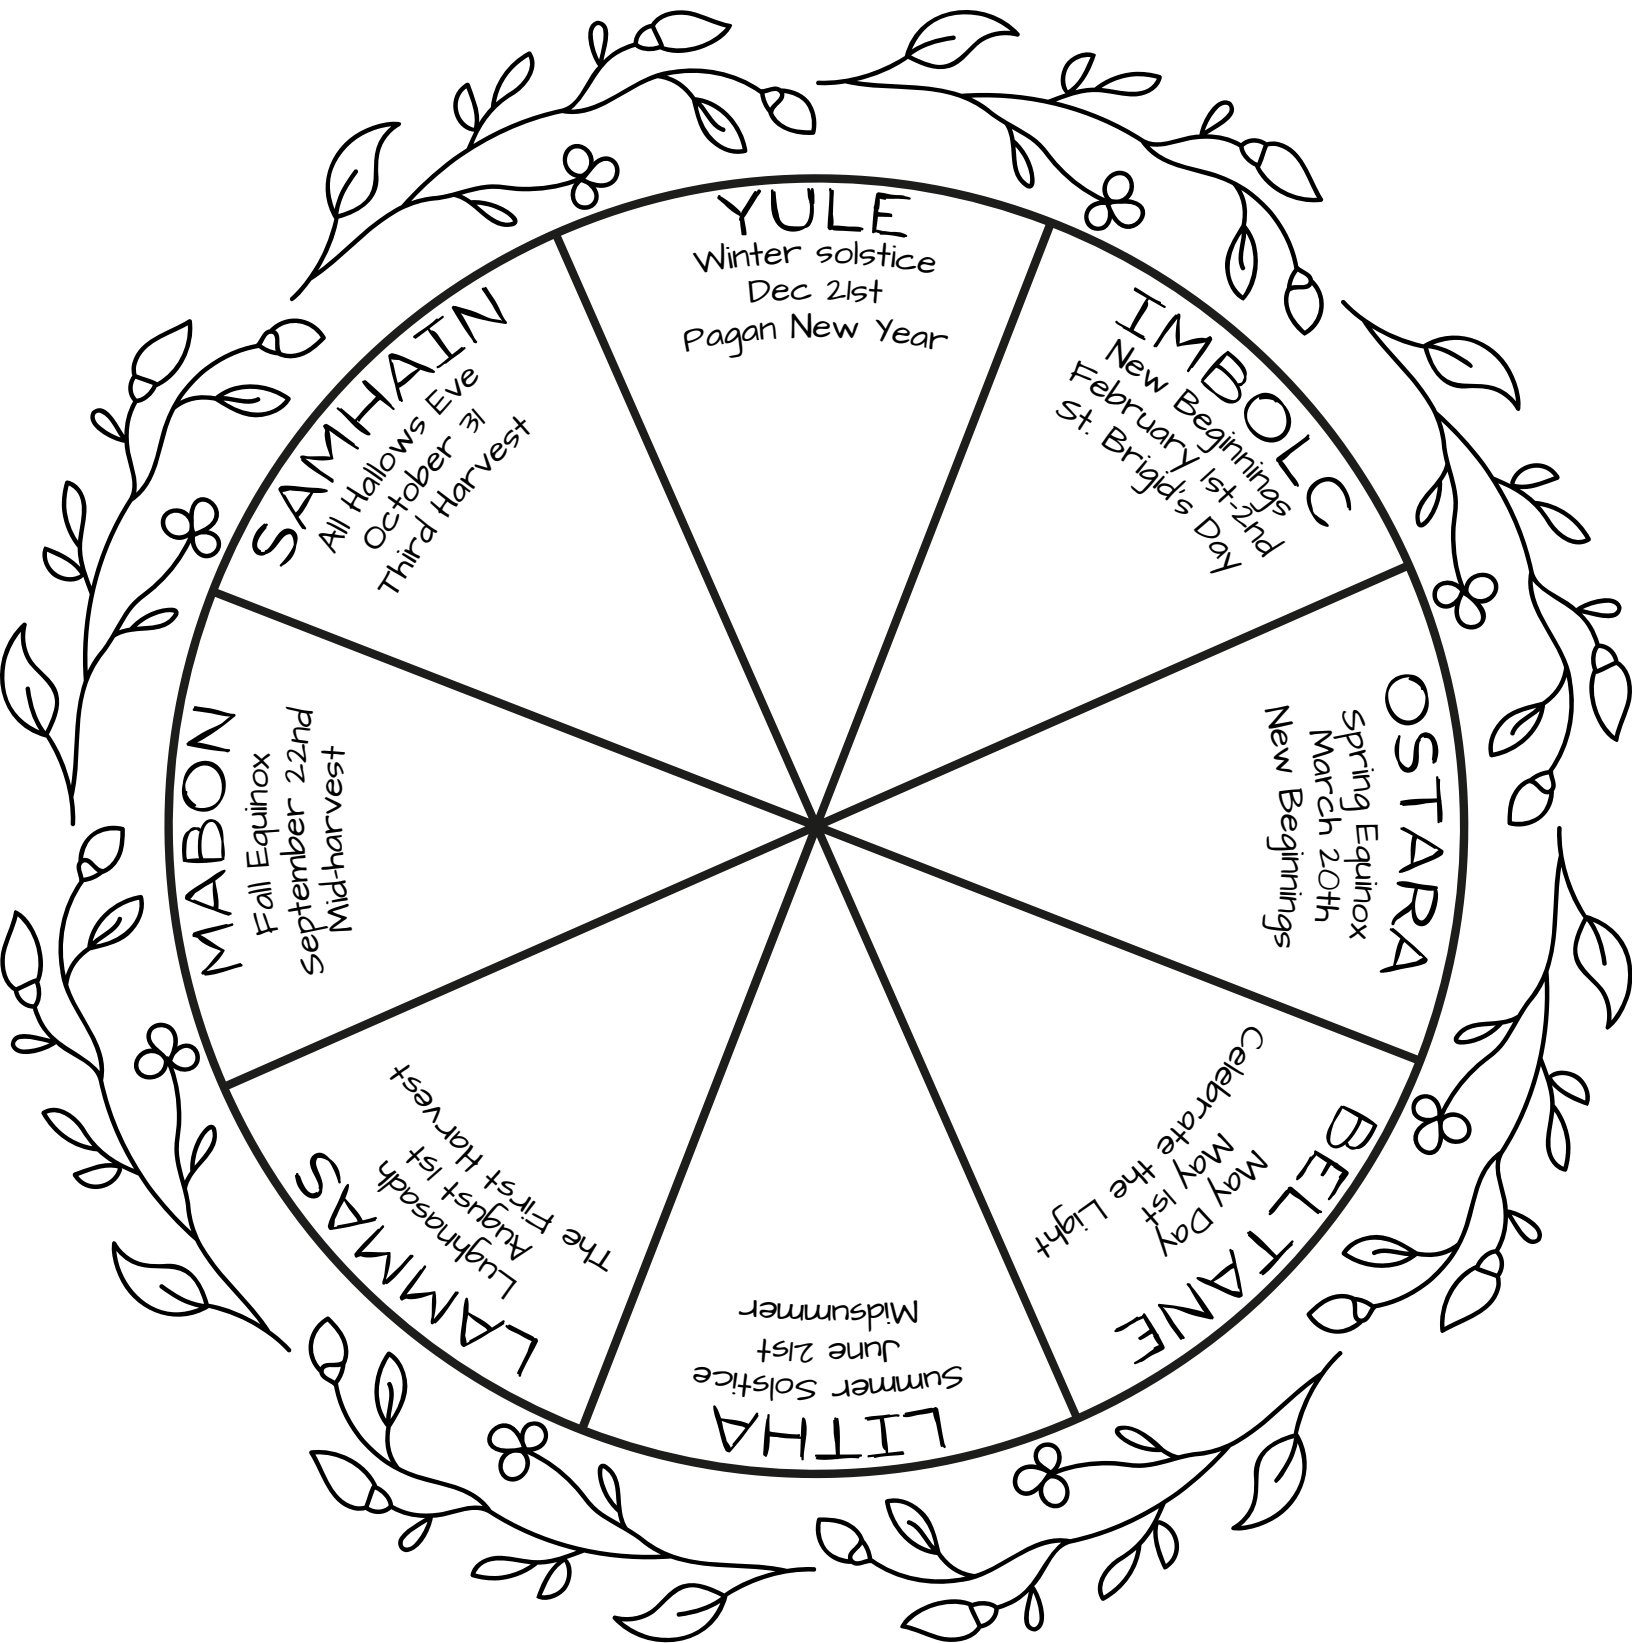 YULE
Winter solstice
Dec 21st
Pagan New Year
IMBOLC
New Beginnings
February 1st-2nd
St. Brigid's Day
OSTARA
Spring Equinox
March 20th
New Beginnings
BELTANE
May Day
May 1st
Celebrate the Light
LITHA
Summer Solstice
June 21st
Midsummer
LAMMAS
Lughnasadh
August 1st
The First Harvest
MABON
Fall Equinox
September 22nd
Mid-harvest
SAMHAIN
All Hallows Eve
October 31
Third Harvest